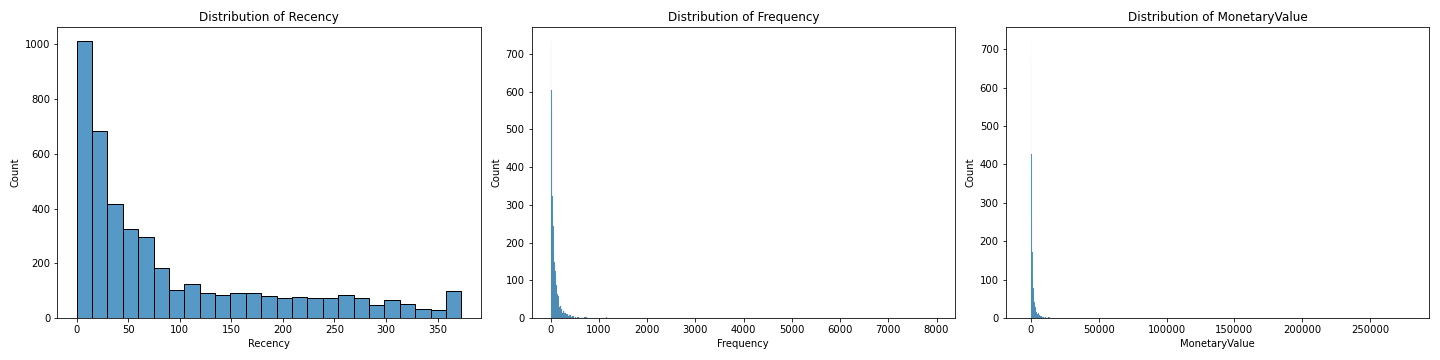 Distribution of Recency
1000
800
600
400
200
0
Count
0 50 100 150 200 250 300 350
Recency
Distribution of Frequency
700
600
500
400
300
200
100
0
Count
0 1000 2000 3000 4000 5000 6000 7000 8000
Frequency
Distribution of MonetaryValue
700
600
500
400
300
200
100
0
Count
0 50000 100000 150000 200000 250000
MonetaryValue